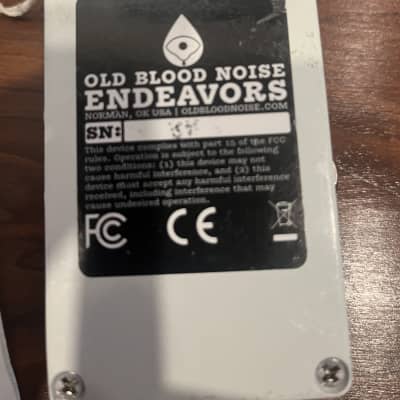 OLD BLOOD NOISE
ENDEAVORS
NORMAN, OK USA | OLDBLOODNOISE.COM
SN:
This device complies with part 15 of the FCC
rules. Operation is subject to the following
two conditions: (1) this device may not
cause harmful interference, and (2) this
device must accept any interference
received, including interference that may
cause undesired operation.
FC CE